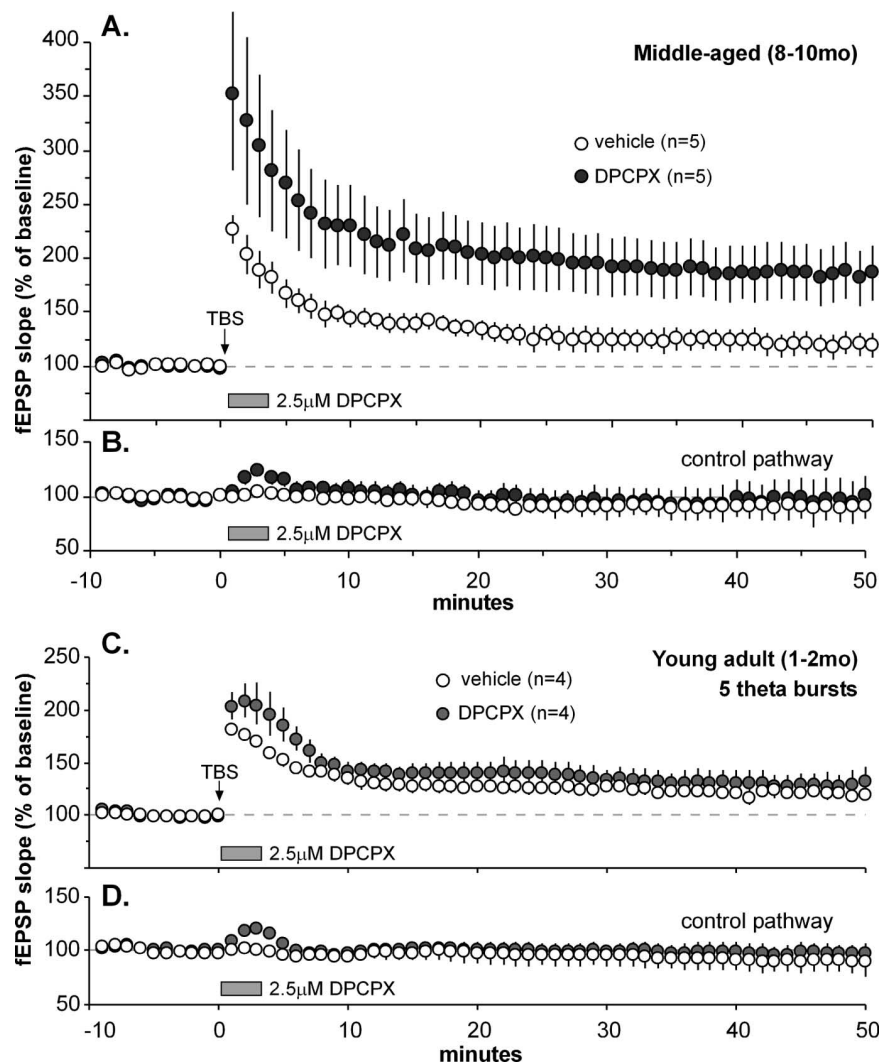 A.
Middle-aged (8-10mo)
400
350
300
250
200
150
100
fEPSP slope (% of baseline)
vehicle (n=5)
DPCPX (n=5)
TBS
2.5μM DPCPX
B.
control pathway
150
100
50
2.5μM DPCPX
-10 0 10 20 30 40 50
minutes
C.
Young adult (1-2mo)
5 theta bursts
250
200
150
100
fEPSP slope (% of baseline)
vehicle (n=4)
DPCPX (n=4)
TBS
2.5μM DPCPX
D.
control pathway
150
100
50
2.5μM DPCPX
-10 0 10 20 30 40 50
minutes